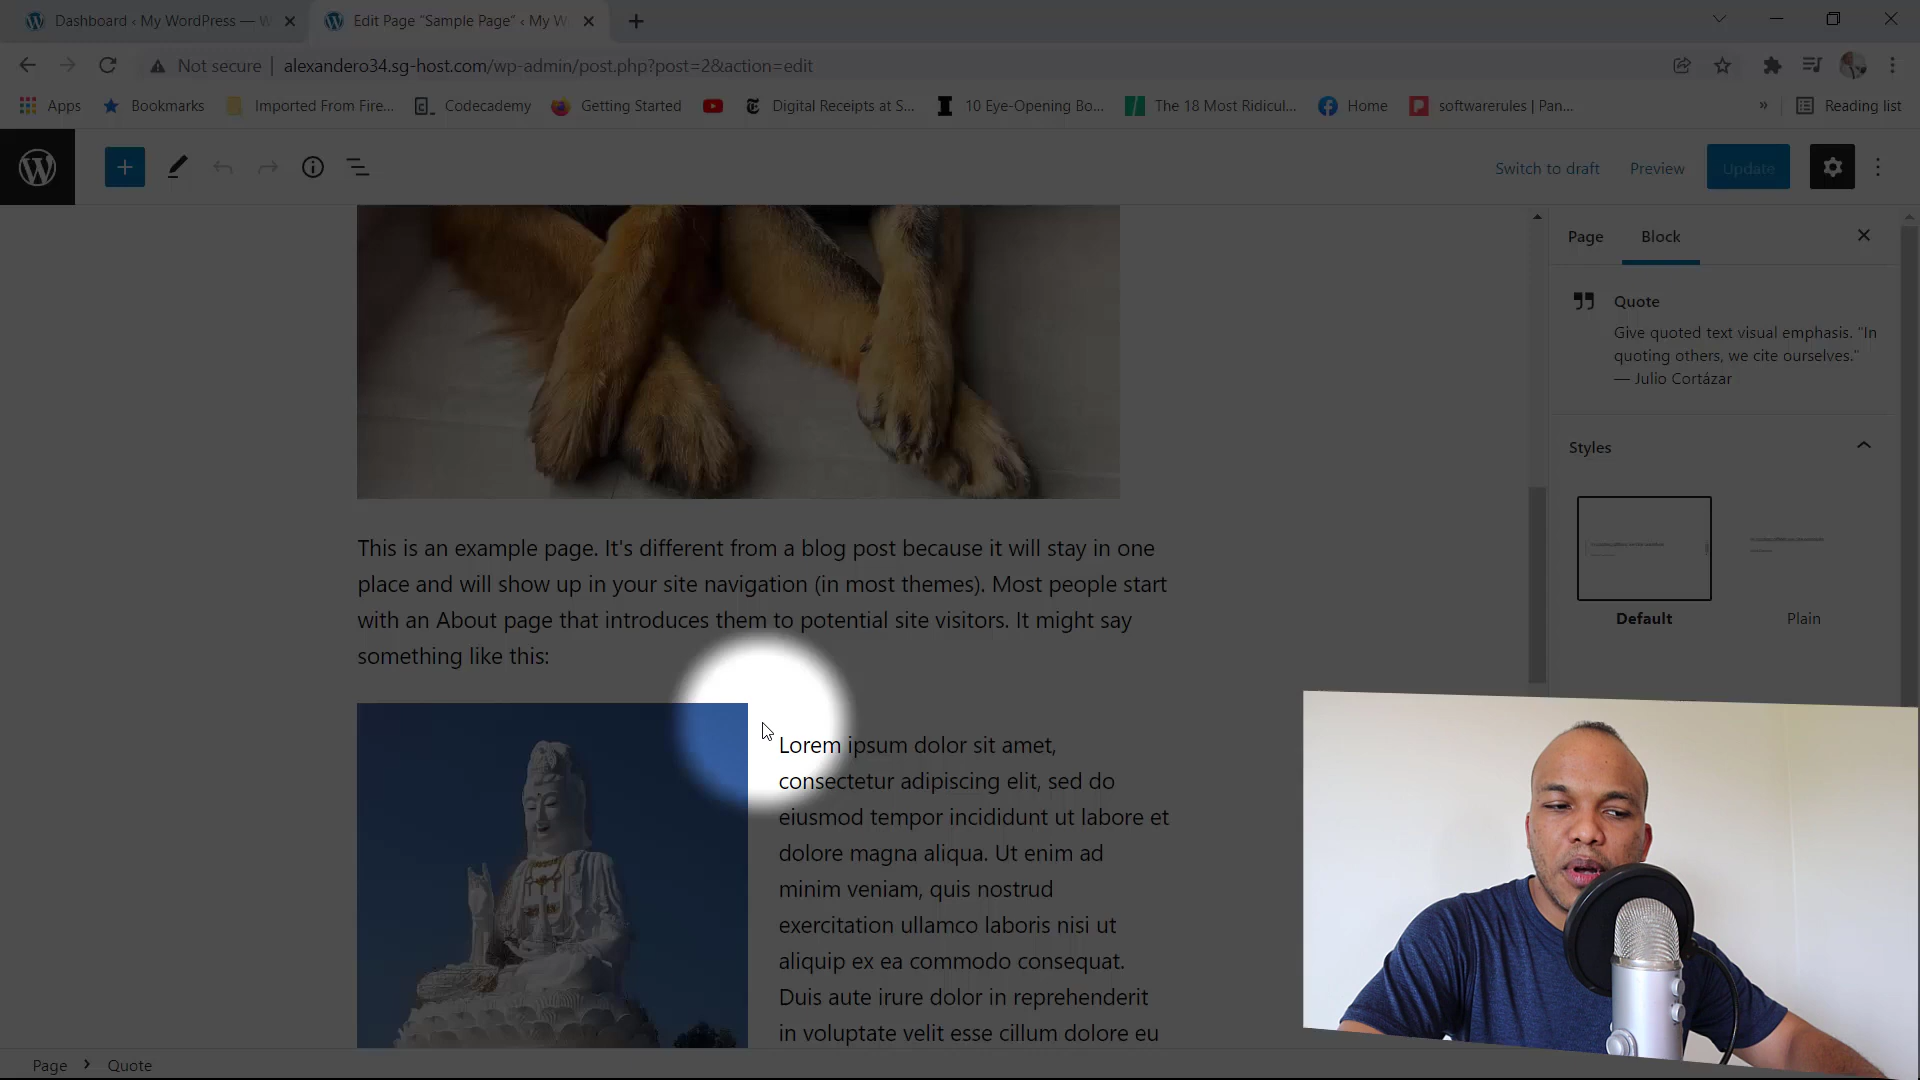 Dashboard ‹ My WordPress — W
Edit Page “Sample Page” ‹ My W
Not secure
alexandero34.sg-host.com/wp-admin/post.php?post=2&action=edit
Apps
Bookmarks
Imported From Fire...
Codecademy
Getting Started
Digital Receipts at S...
10 Eye-Opening Bo...
The 18 Most Ridicul...
Home
softwarerules | Pan...
»
Reading list
Switch to draft
Preview
Update
Page
Block
Quote
Give quoted text visual emphasis. “In
quoting others, we cite ourselves.”
— Julio Cortázar
Styles
Default
Plain
This is an example page. It's different from a blog post because it will stay in one
place and will show up in your site navigation (in most themes). Most people start
with an About page that introduces them to potential site visitors. It might say
something like this:
Lorem ipsum dolor sit amet,
consectetur adipiscing elit, sed do
eiusmod tempor incididunt ut labore et
dolore magna aliqua. Ut enim ad
minim veniam, quis nostrud
exercitation ullamco laboris nisi ut
aliquip ex ea commodo consequat.
Duis aute irure dolor in reprehenderit
in voluptate velit esse cillum dolore eu
Page › Quote